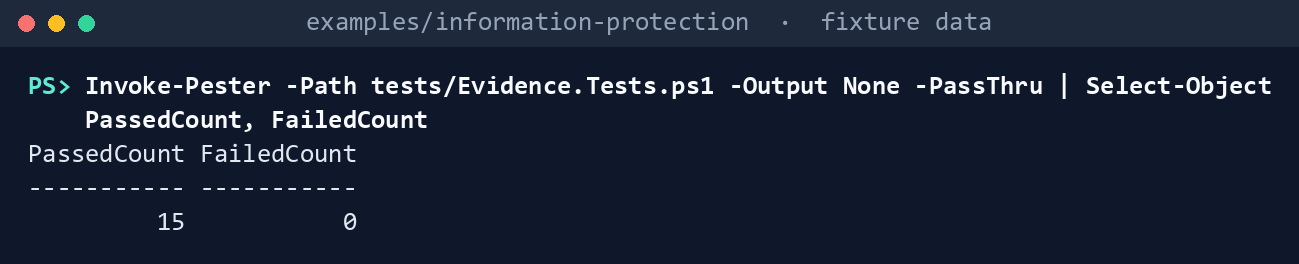 examples/information-protection · fixture data
PS> Invoke-Pester -Path tests/Evidence.Tests.ps1 -Output None -PassThru | Select-Object
PassedCount, FailedCount
PassedCount FailedCount
----------- -----------
15 0